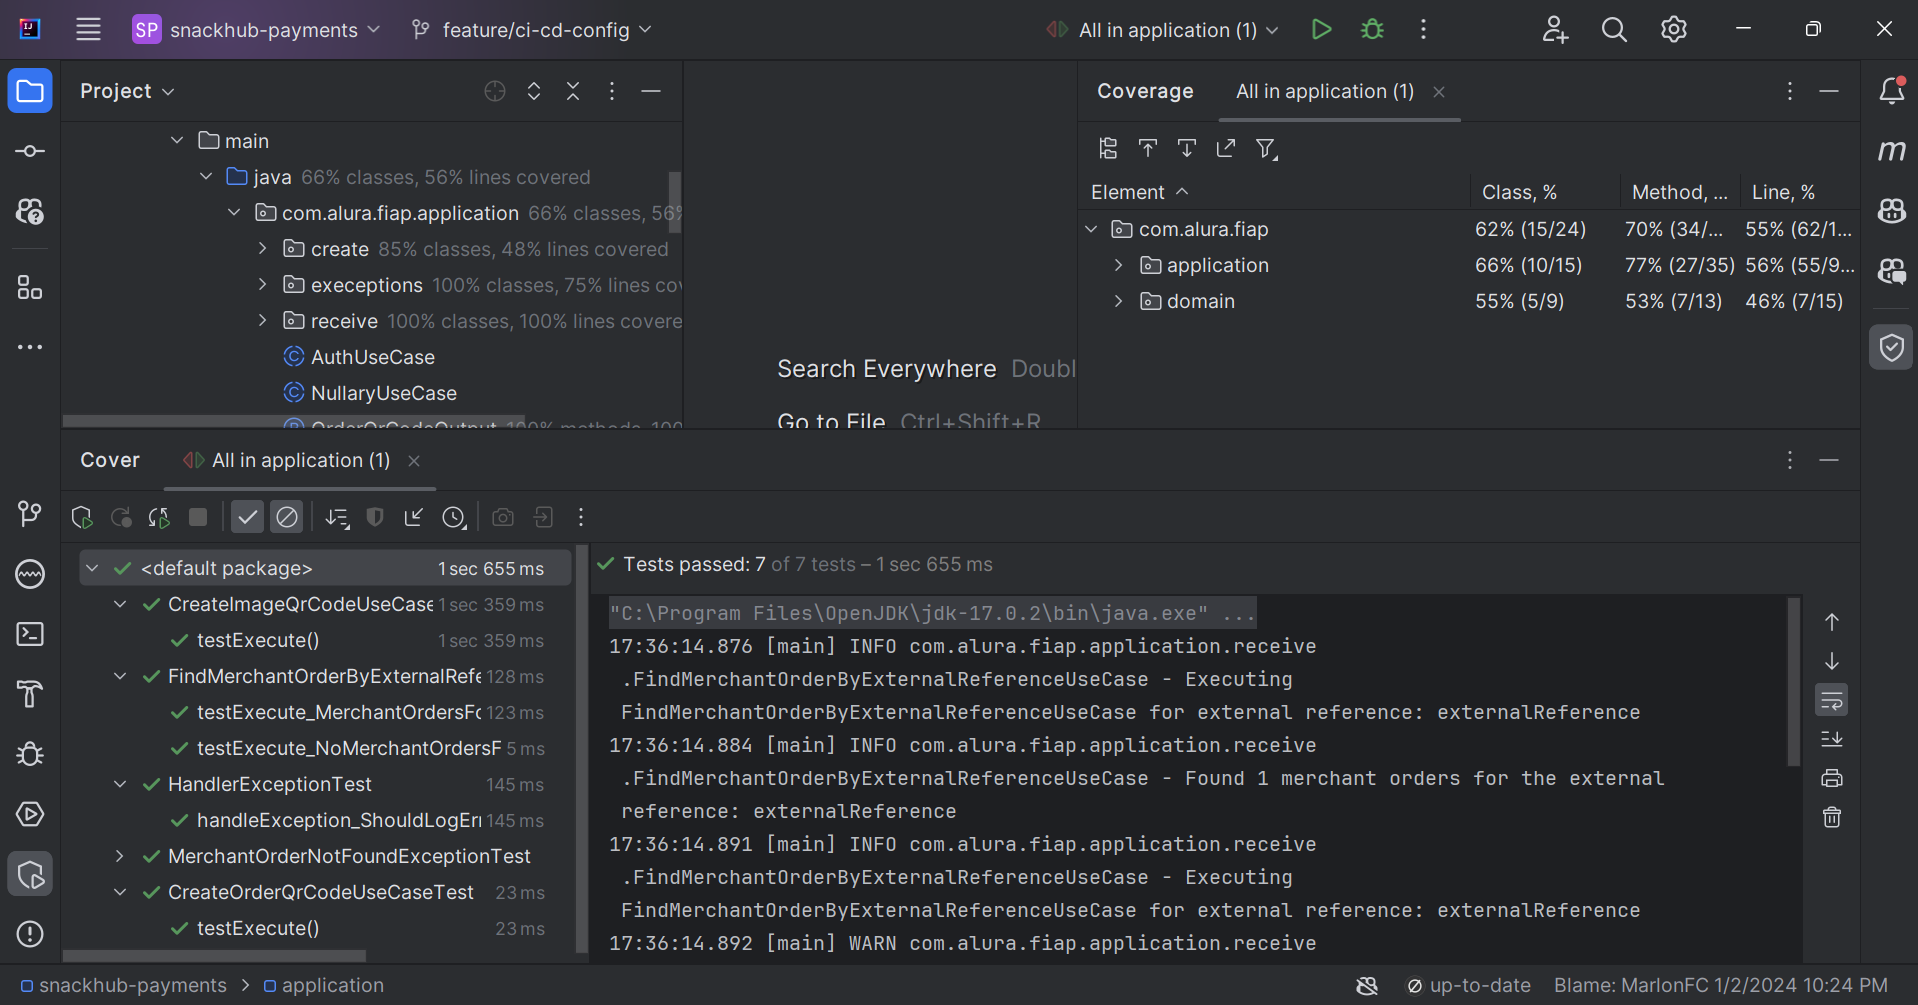 SP snackhub-payments feature/ci-cd-config All in application (1)
Project
main
java 66% classes, 56% lines covered
com.alura.fiap.application 66% classes, 56%
create 85% classes, 48% lines covered
execeptions 100% classes, 75% lines cov
receive 100% classes, 100% lines covere
AuthUseCase
NullaryUseCase
OrderQrCodeOutput 100% methods, 100
Search Everywhere Doubl
Go to File Ctrl+Shift+R
Coverage All in application (1)
Element Class, % Method, ... Line, %
com.alura.fiap 62% (15/24) 70% (34/... 55% (62/1...
application 66% (10/15) 77% (27/35) 56% (55/9...
domain 55% (5/9) 53% (7/13) 46% (7/15)
Cover All in application (1)
<default package> 1 sec 655 ms
CreateImageQrCodeUseCase 1 sec 359 ms
testExecute() 1 sec 359 ms
FindMerchantOrderByExternalRefe 128 ms
testExecute_MerchantOrdersFo 123 ms
testExecute_NoMerchantOrdersF 5 ms
HandlerExceptionTest 145 ms
handleException_ShouldLogErr 145 ms
MerchantOrderNotFoundExceptionTest
CreateOrderQrCodeUseCaseTest 23 ms
testExecute() 23 ms
Tests passed: 7 of 7 tests – 1 sec 655 ms
"C:\Program Files\OpenJDK\jdk-17.0.2\bin\java.exe" ...
17:36:14.876 [main] INFO com.alura.fiap.application.receive
.FindMerchantOrderByExternalReferenceUseCase - Executing
FindMerchantOrderByExternalReferenceUseCase for external reference: externalReference
17:36:14.884 [main] INFO com.alura.fiap.application.receive
.FindMerchantOrderByExternalReferenceUseCase - Found 1 merchant orders for the external
reference: externalReference
17:36:14.891 [main] INFO com.alura.fiap.application.receive
.FindMerchantOrderByExternalReferenceUseCase - Executing
FindMerchantOrderByExternalReferenceUseCase for external reference: externalReference
17:36:14.892 [main] WARN com.alura.fiap.application.receive
snackhub-payments > application
up-to-date Blame: MarlonFC 1/2/2024 10:24 PM